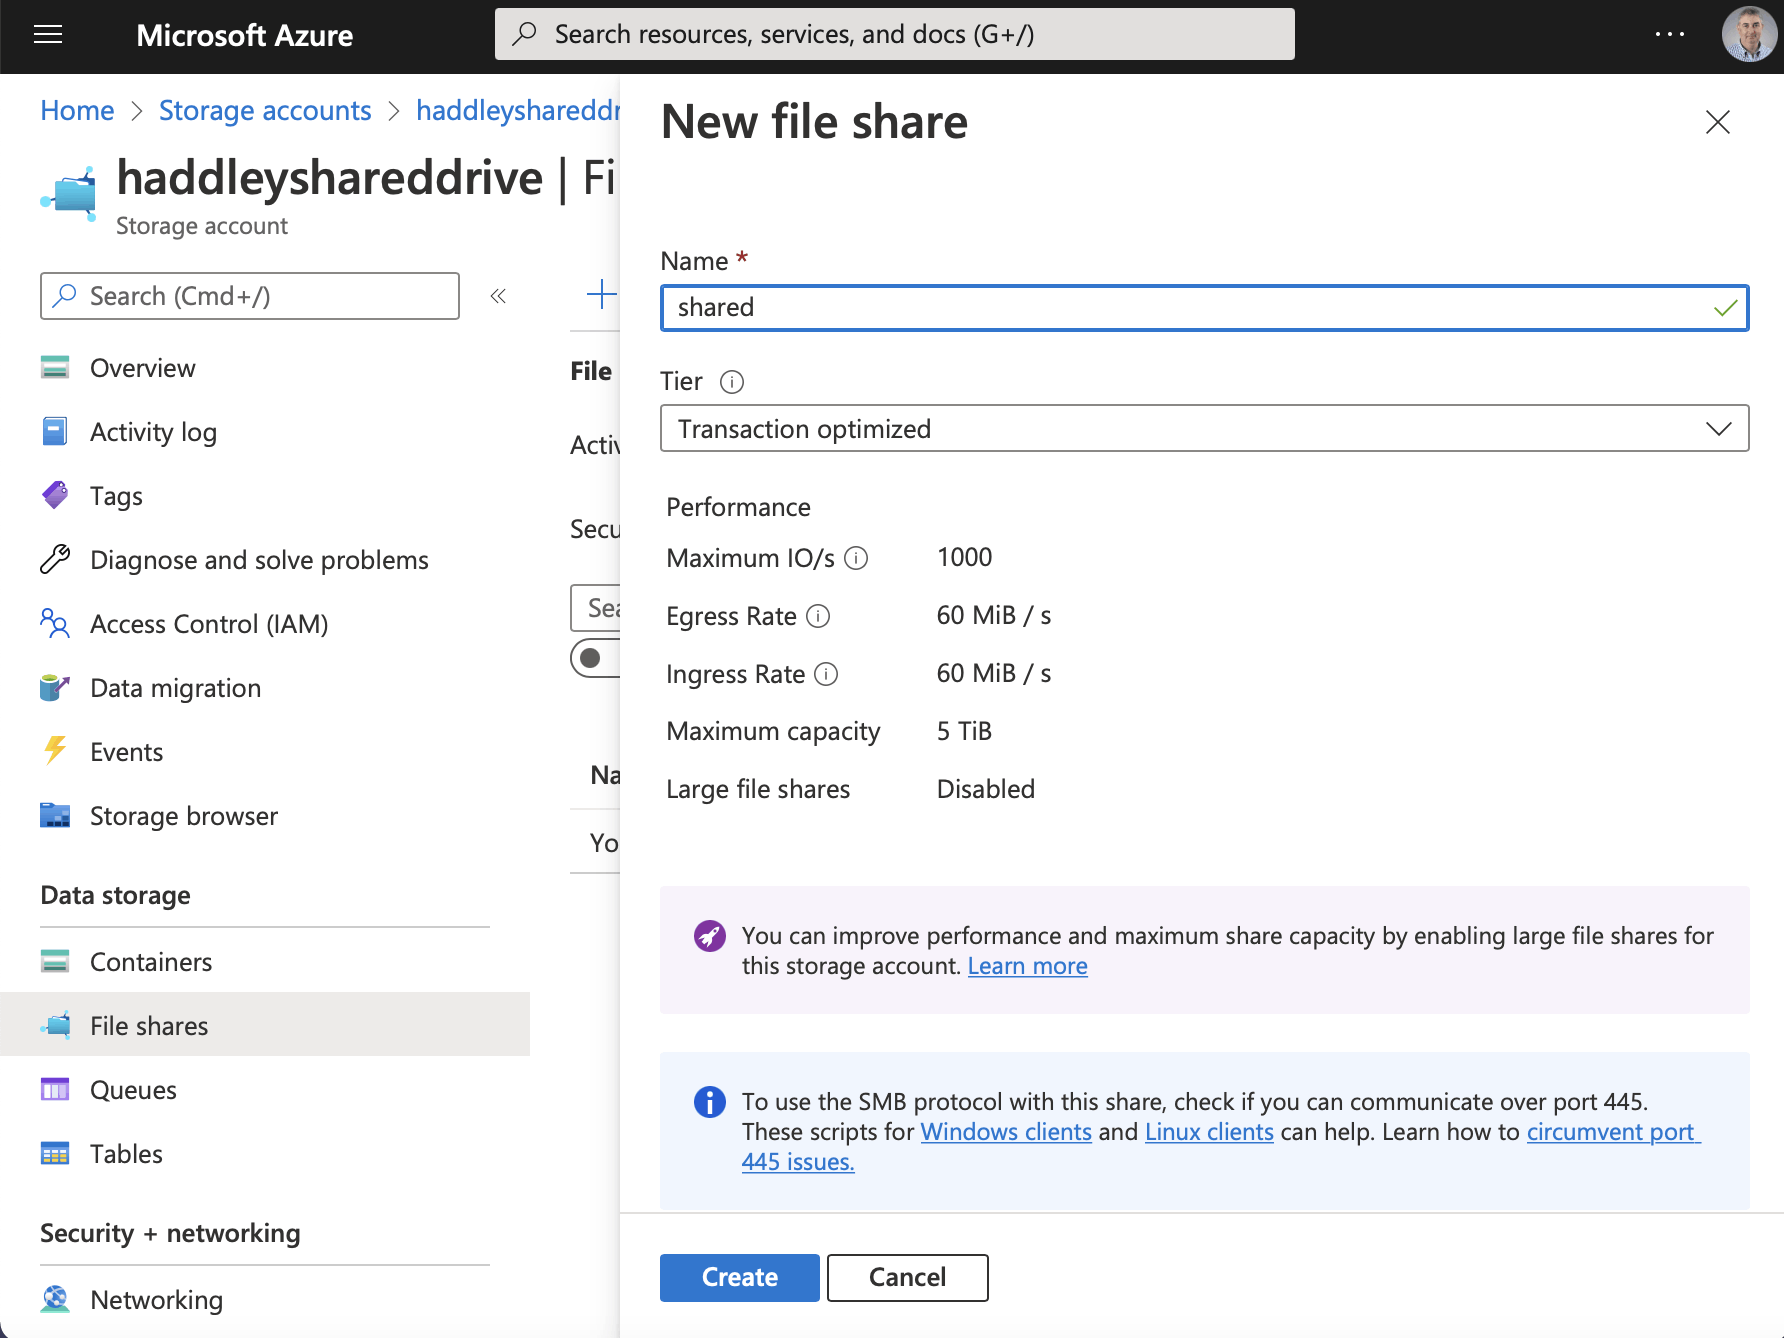 Microsoft Azure
Search resources, services, and docs (G+/)
Home > Storage accounts > haddleyshareddr
haddleyshareddrive | Fi
Storage account
Search (Cmd+/)
Overview
Activity log
Tags
Diagnose and solve problems
Access Control (IAM)
Data migration
Events
Storage browser
Data storage
Containers
File shares
Queues
Tables
Security + networking
Networking
File
Activ
Secu
Sea
Na
Yo
New file share
Name *
shared
Tier
Transaction optimized
Performance
Maximum IO/s 1000
Egress Rate 60 MiB / s
Ingress Rate 60 MiB / s
Maximum capacity 5 TiB
Large file shares Disabled
You can improve performance and maximum share capacity by enabling large file shares for
this storage account. Learn more
To use the SMB protocol with this share, check if you can communicate over port 445.
These scripts for Windows clients and Linux clients can help. Learn how to circumvent port
445 issues.
Create Cancel